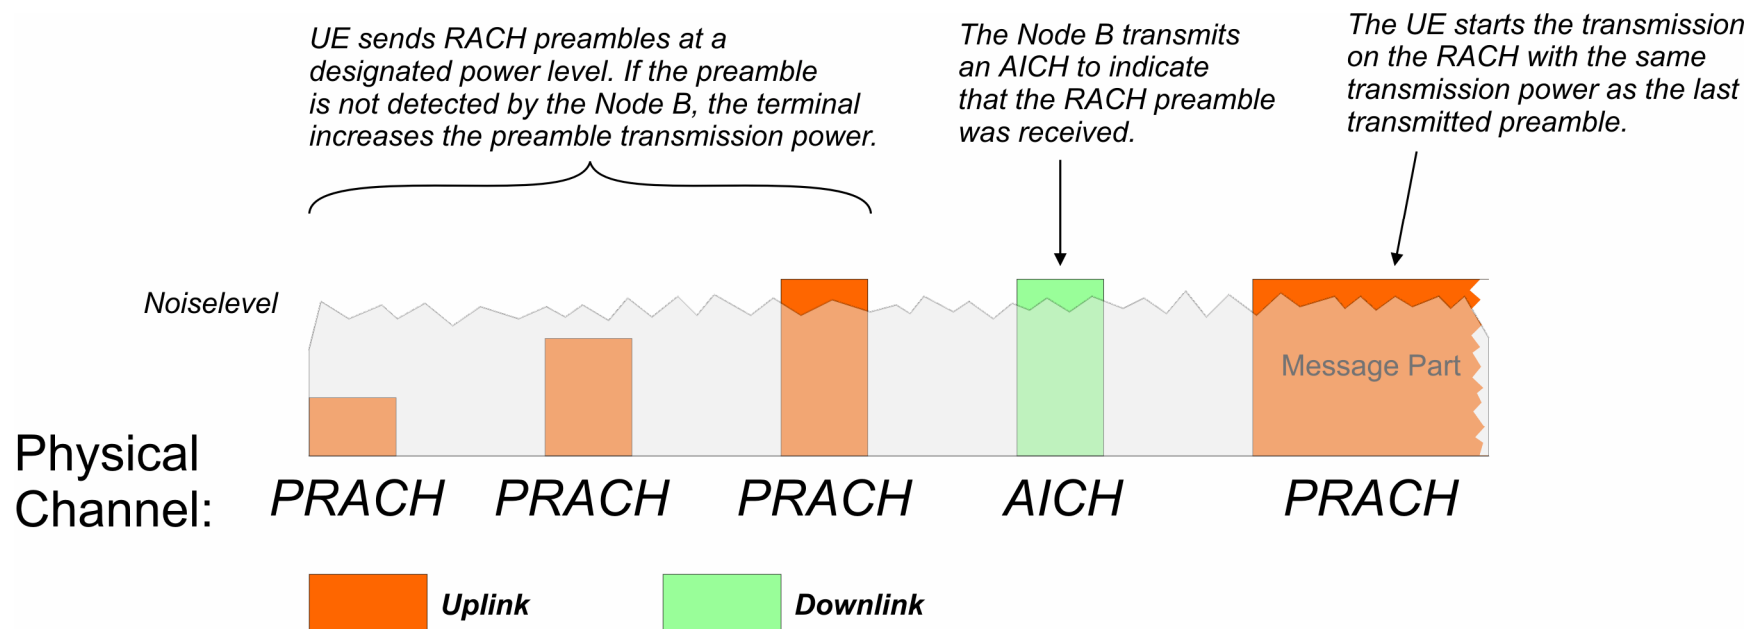 UE sends RACH preambles at a
designated power level. If the preamble
is not detected by the Node B, the terminal
increases the preamble transmission power.
The Node B transmits
an AICH to indicate
that the RACH preamble
was received.
The UE starts the transmission
on the RACH with the same
transmission power as the last
transmitted preamble.
Noiselevel
Message Part
Physical
Channel:
PRACH
PRACH
PRACH
AICH
PRACH
Uplink
Downlink